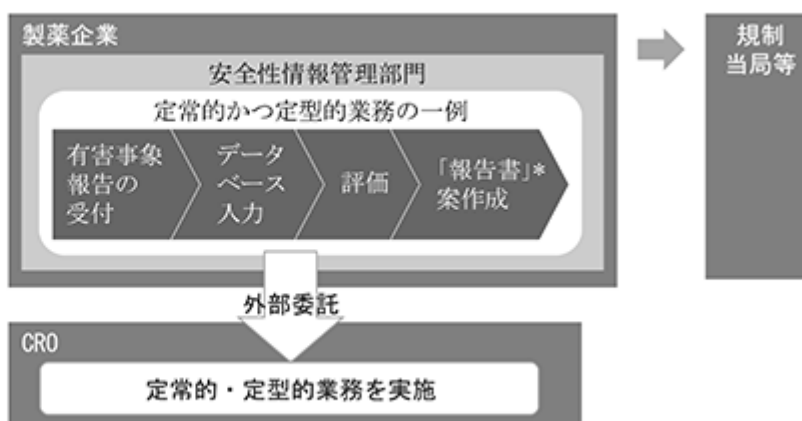 製薬企業
規制
当局等
安全性情報管理部門
定常的かつ定型的業務の一例
有害事象
報告の
受付
データ
ベース
入力
評価
「報告書」*
案作成
外部委託
CRO
定常的・定型的業務を実施